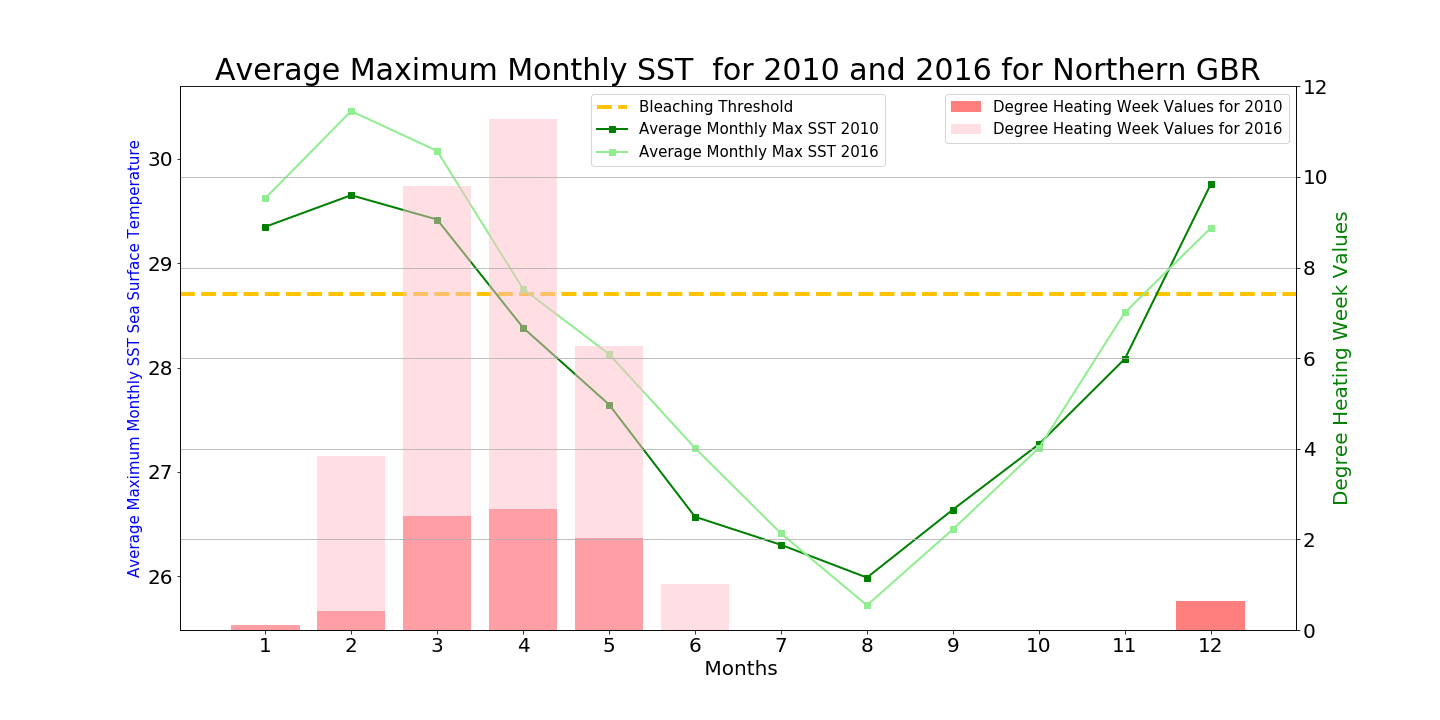 Average Maximum Monthly SST  for 2010 and 2016 for Northern GBR
Bleaching Threshold
Average Monthly Max SST 2010
Average Monthly Max SST 2016
Degree Heating Week Values for 2010
Degree Heating Week Values for 2016
Average Maximum Monthly SST Sea Surface Temperature
30
29
28
27
26
12
10
8
6
4
2
0
Degree Heating Week Values
1 2 3 4 5 6 7 8 9 10 11 12
Months